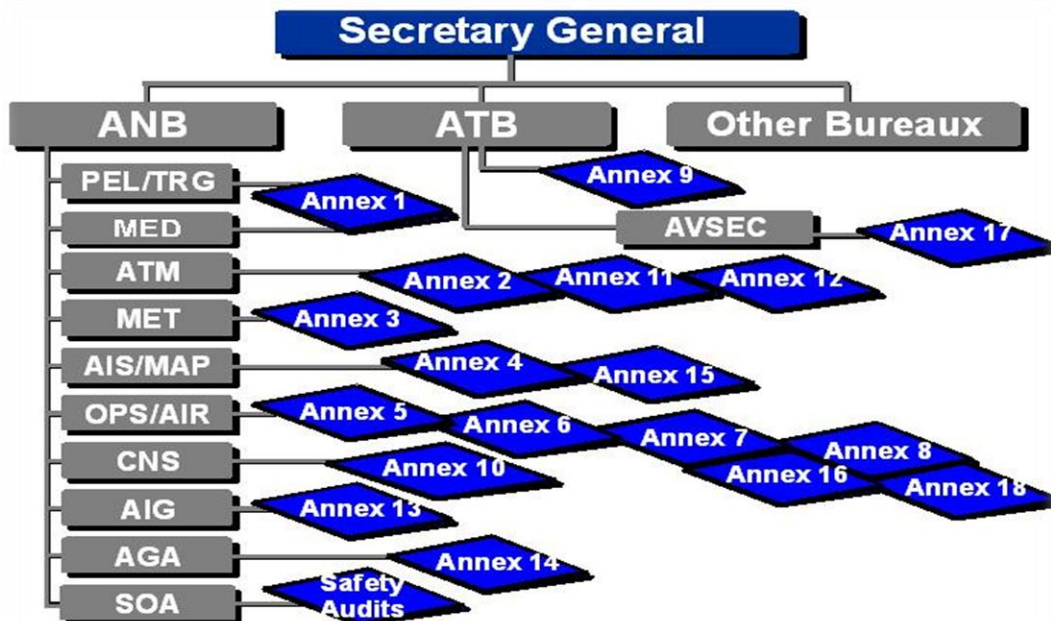 Secretary General
ANB
ATB
Other Bureaux
PEL/TRG
Annex 1
Annex 9
MED
AVSEC
Annex 17
ATM
Annex 2
Annex 11
Annex 12
MET
Annex 3
AIS/MAP
Annex 4
Annex 15
OPS/AIR
Annex 5
Annex 6
Annex 7
Annex 8
CNS
Annex 10
Annex 16
Annex 18
AIG
Annex 13
AGA
Annex 14
SOA
Safety
Audits